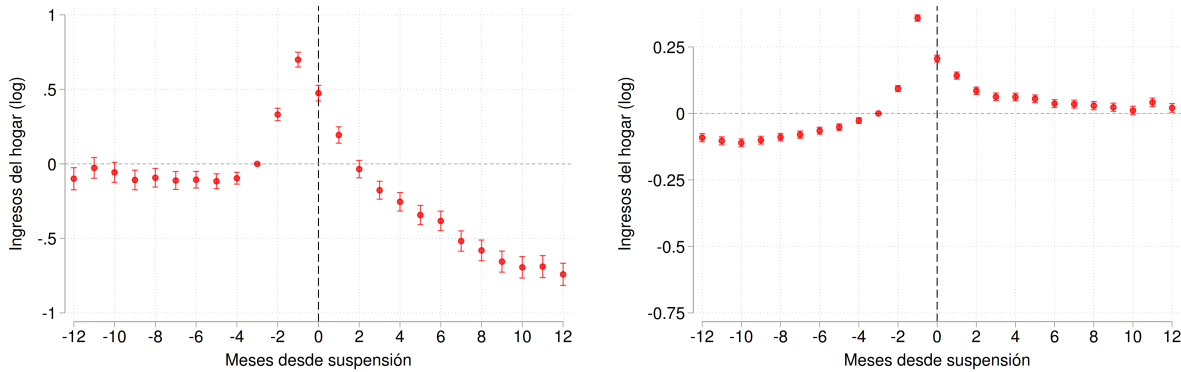 1
.5
0
-.5
-1
Ingresos del hogar (log)
-12 -10 -8 -6 -4 -2 0 2 4 6 8 10 12
Meses desde suspensión
0.25
0
-0.25
-0.5
-0.75
Ingresos del hogar (log)
-12 -10 -8 -6 -4 -2 0 2 4 6 8 10 12
Meses desde suspensión